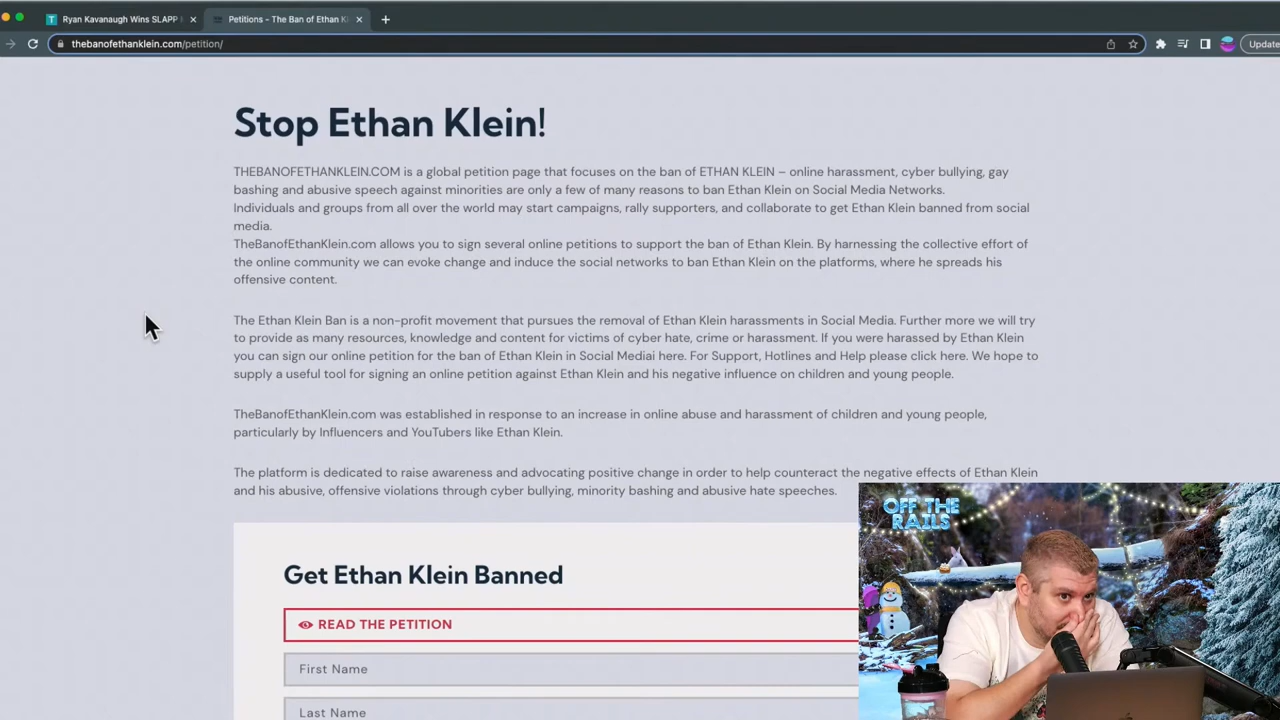 Ryan Kavanaugh Wins SLAPP
Petitions - The Ban of Ethan Kl
thebanofethanklein.com/petition/
Update
Stop Ethan Klein!
THEBANOFETHANKLEIN.COM is a global petition page that focuses on the ban of ETHAN KLEIN – online harassment, cyber bullying, gay
bashing and abusive speech against minorities are only a few of many reasons to ban Ethan Klein on Social Media Networks.
Individuals and groups from all over the world may start campaigns, rally supporters, and collaborate to get Ethan Klein banned from social
media.
TheBanofEthanKlein.com allows you to sign several online petitions to support the ban of Ethan Klein. By harnessing the collective effort of
the online community we can evoke change and induce the social networks to ban Ethan Klein on the platforms, where he spreads his
offensive content.
The Ethan Klein Ban is a non-profit movement that pursues the removal of Ethan Klein harassments in Social Media. Further more we will try
to provide as many resources, knowledge and content for victims of cyber hate, crime or harassment. If you were harassed by Ethan Klein
you can sign our online petition for the ban of Ethan Klein in Social Mediai here. For Support, Hotlines and Help please click here. We hope to
supply a useful tool for signing an online petition against Ethan Klein and his negative influence on children and young people.
TheBanofEthanKlein.com was established in response to an increase in online abuse and harassment of children and young people,
particularly by Influencers and YouTubers like Ethan Klein.
The platform is dedicated to raise awareness and advocating positive change in order to help counteract the negative effects of Ethan Klein
and his abusive, offensive violations through cyber bullying, minority bashing and abusive hate speeches.
OFF THE
RAILS
Get Ethan Klein Banned
READ THE PETITION
First Name
Last Name